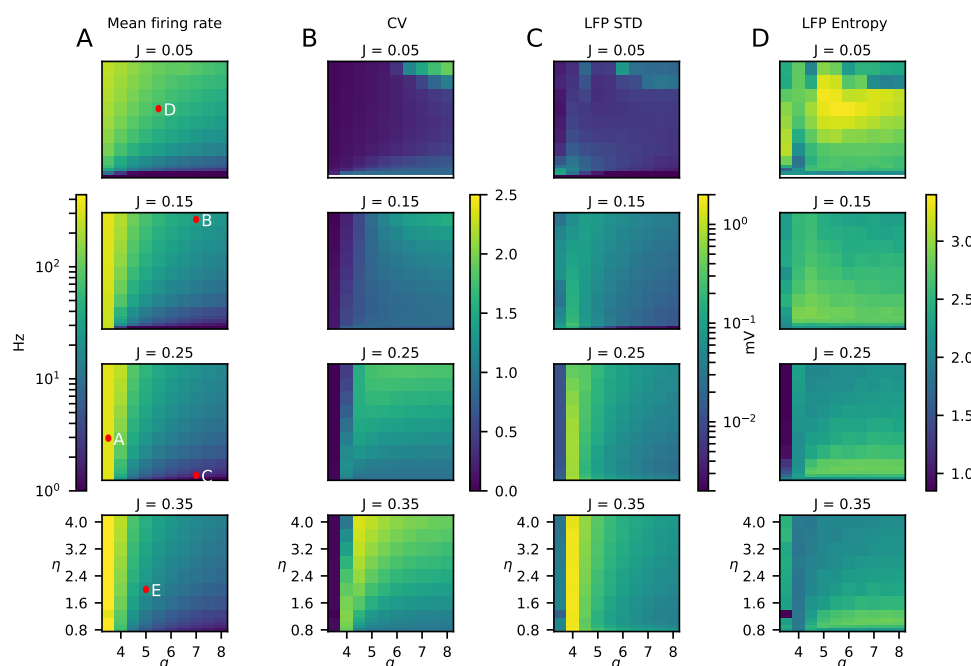 A Mean firing rate B CV C LFP STD D LFP Entropy
J = 0.05 J = 0.05 J = 0.05 J = 0.05
D
J = 0.15 J = 0.15 J = 0.15 J = 0.15
B
Hz
10²
10¹
10⁰
2.5
2.0
1.5
1.0
0.5
0.0
mV
10⁰
10⁻¹
10⁻²
3.0
2.5
2.0
1.5
1.0
J = 0.25 J = 0.25 J = 0.25 J = 0.25
A
C
J = 0.35 J = 0.35 J = 0.35 J = 0.35
E
η
4.0
3.2
2.4
1.6
0.8
4 5 6 7 8
g
η
4.0
3.2
2.4
1.6
0.8
4 5 6 7 8
g
η
4.0
3.2
2.4
1.6
0.8
4 5 6 7 8
g
η
4.0
3.2
2.4
1.6
0.8
4 5 6 7 8
g